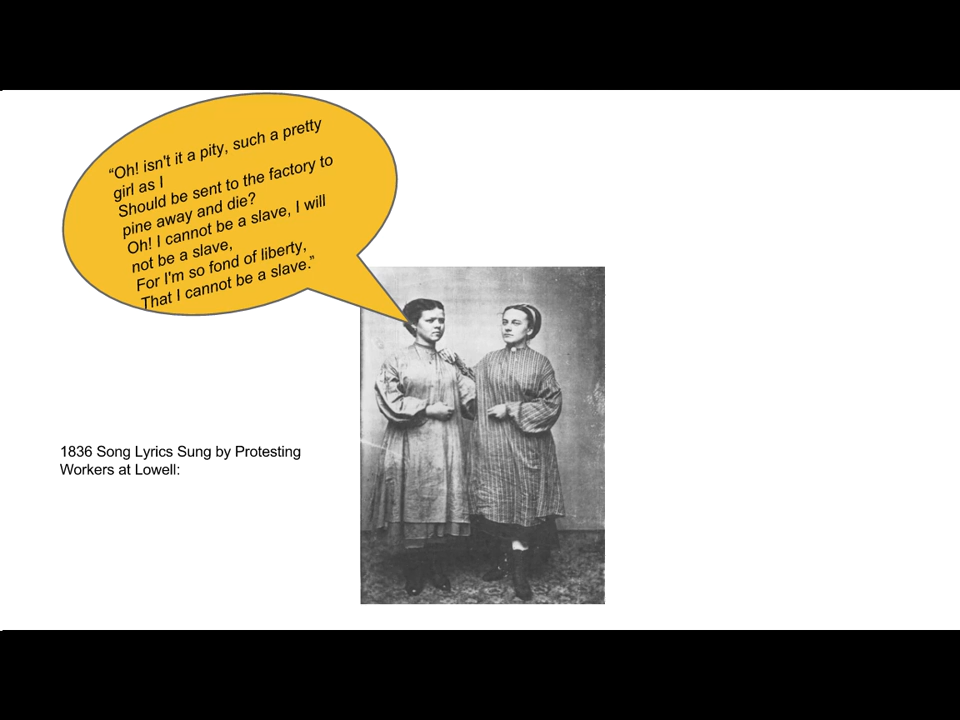 “Oh! isn't it a pity, such a pretty
girl as I
Should be sent to the factory to
pine away and die?
Oh! I cannot be a slave, I will
not be a slave,
For I'm so fond of liberty,
That I cannot be a slave.”
1836 Song Lyrics Sung by Protesting
Workers at Lowell: